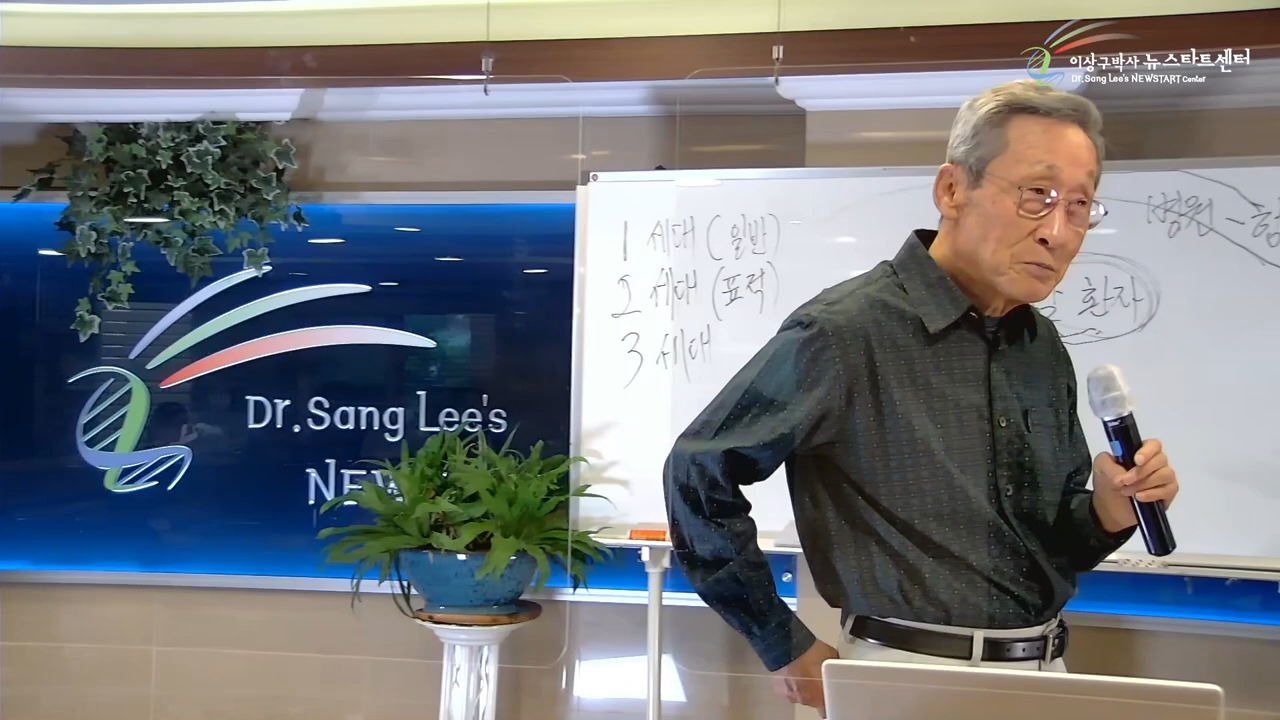 이상구박사 뉴스타트센터
Dr. Sang Lee's NEWSTART Center
1 세대 (일반)
2 세대 (표적)
3 세대
병원 -
환자
Dr. Sang Lee's